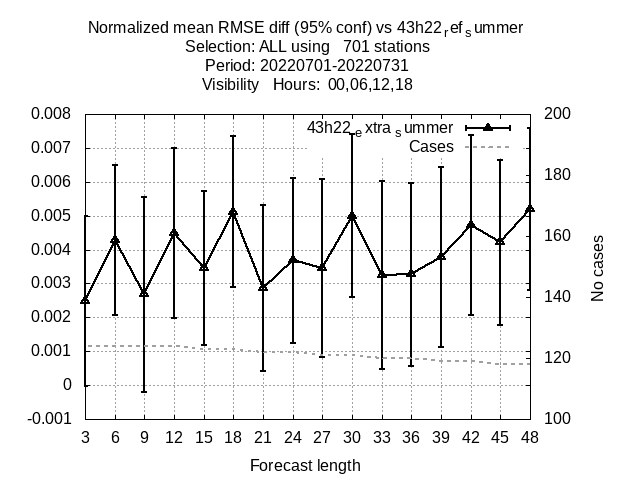 Normalized mean RMSE diff (95% conf) vs 43h22refsummer
Selection: ALL using 701 stations
Period: 20220701-20220731
Visibility Hours: 00,06,12,18
43h22extrasummer
Cases
0.008
0.007
0.006
0.005
0.004
0.003
0.002
0.001
0
-0.001
200
180
160
140
120
100
No cases
3 6 9 12 15 18 21 24 27 30 33 36 39 42 45 48
Forecast length